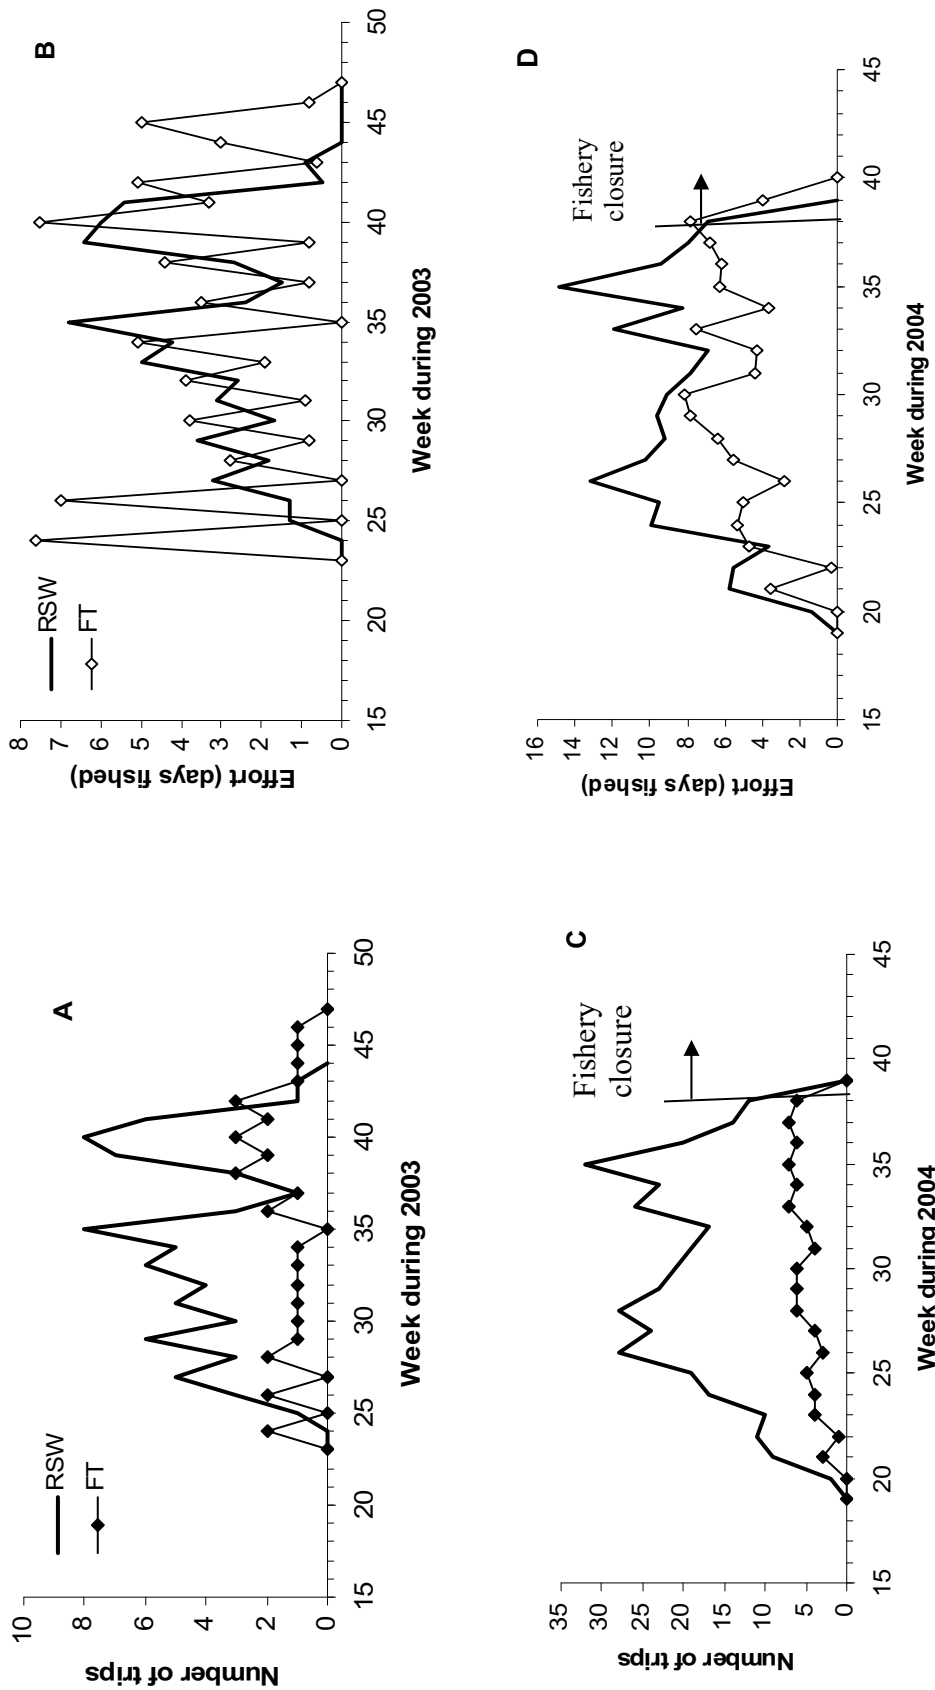 A
RSW
FT
Number of trips
10
8
6
4
2
0
15 20 25 30 35 40 45 50
Week during 2003
B
RSW
FT
Effort (days fished)
8
7
6
5
4
3
2
1
0
15 20 25 30 35 40 45 50
Week during 2003
C
Fishery
closure
Number of trips
35
30
25
20
15
10
5
0
15 20 25 30 35 40 45
Week during 2004
D
Fishery
closure
Effort (days fished)
16
14
12
10
8
6
4
2
0
15 20 25 30 35 40 45
Week during 2004